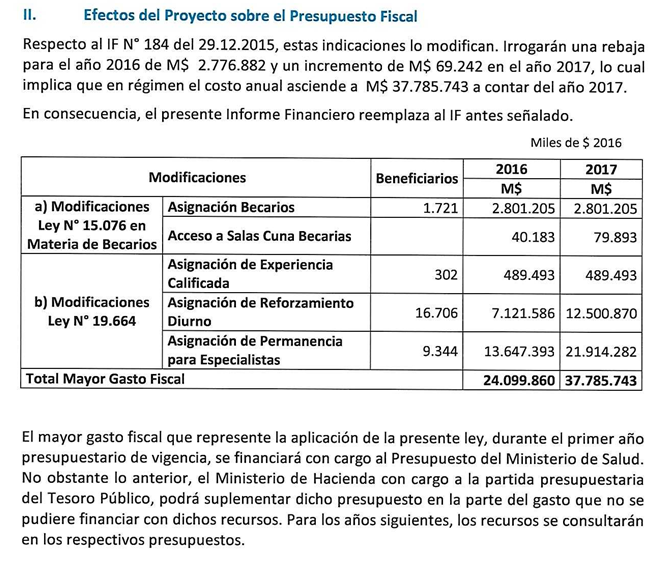 II. Efectos del Proyecto sobre el Presupuesto Fiscal
Respecto al IF N° 184 del 29.12.2015, estas indicaciones lo modifican. Irrogarán una rebaja
para el año 2016 de M$ 2.776.882 y un incremento de M$ 69.242 en el año 2017, lo cual
implica que en régimen el costo anual asciende a M$ 37.785.743 a contar del año 2017.
En consecuencia, el presente Informe Financiero reemplaza al IF antes señalado.
Miles de $ 2016
Modificaciones Beneficiarios 2016 2017
M$ M$
a) Modificaciones Asignación Becarios 1.721 2.801.205 2.801.205
Ley N° 15.076 en
Materia de Becarios Acceso a Salas Cuna Becarias 40.183 79.893
b) Modificaciones
Ley N° 19.664
Asignación de Experiencia
Calificada 302 489.493 489.493
Asignación de Reforzamiento
Diurno 16.706 7.121.586 12.500.870
Asignación de Permanencia
para Especialistas 9.344 13.647.393 21.914.282
Total Mayor Gasto Fiscal 24.099.860 37.785.743
El mayor gasto fiscal que represente la aplicación de la presente ley, durante el primer año
presupuestario de vigencia, se financiará con cargo al Presupuesto del Ministerio de Salud.
No obstante lo anterior, el Ministerio de Hacienda con cargo a la partida presupuestaria
del Tesoro Público, podrá suplementar dicho presupuesto en la parte del gasto que no se
pudiere financiar con dichos recursos. Para los años siguientes, los recursos se consultarán
en los respectivos presupuestos.